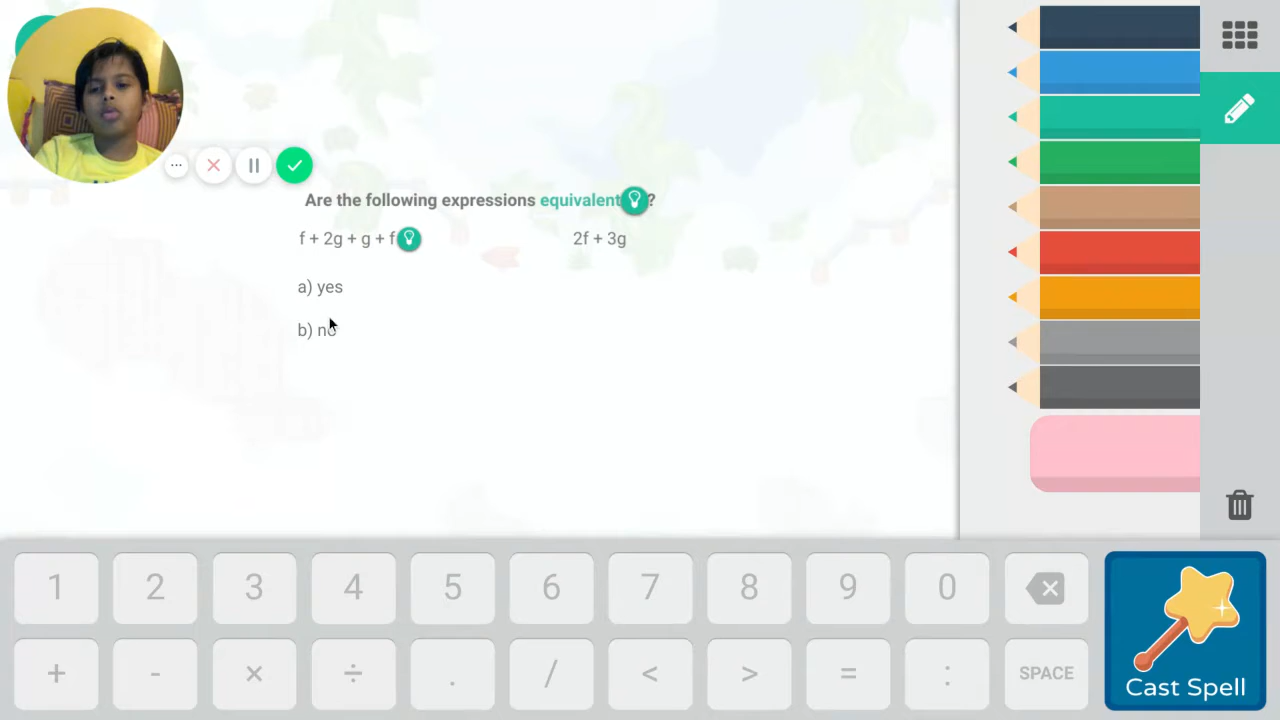 Are the following expressions equivalent?
f + 2g + g + f 2f + 3g
a) yes
b) no
1 2 3 4 5 6 7 8 9 0
+ - × ÷ . / < > = : SPACE
Cast Spell